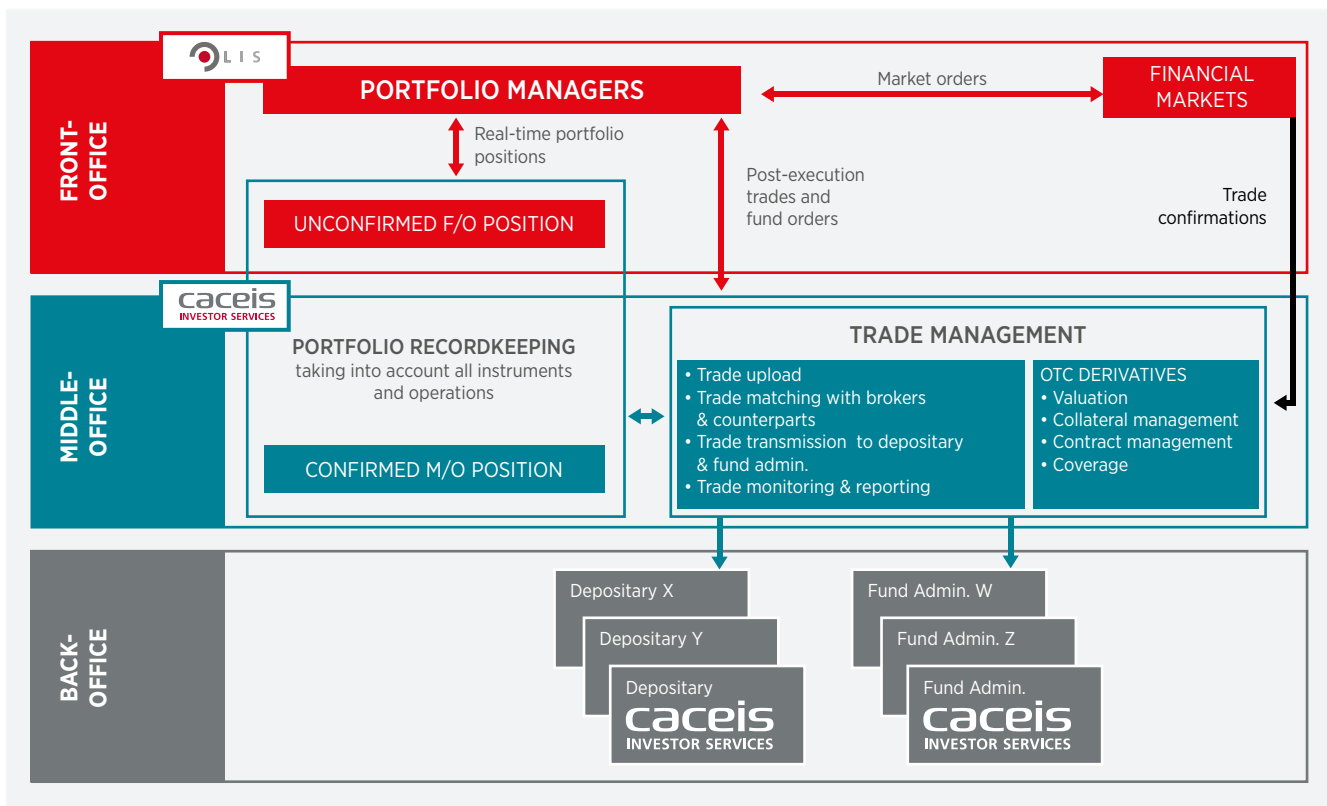 OLIS
PORTFOLIO MANAGERS
Market orders
FINANCIAL
MARKETS
FRONT-
OFFICE
Real-time portfolio
positions
Post-execution
trades and
fund orders
Trade
confirmations
UNCONFIRMED F/O POSITION
caceis
INVESTOR SERVICES
MIDDLE-
OFFICE
PORTFOLIO RECORDKEEPING
taking into account all instruments
and operations
CONFIRMED M/O POSITION
TRADE MANAGEMENT
• Trade upload
• Trade matching with brokers
& counterparts
• Trade transmission to depositary
& fund admin.
• Trade monitoring & reporting
OTC DERIVATIVES
• Valuation
• Collateral management
• Contract management
• Coverage
BACK-
OFFICE
Depositary X
Depositary Y
Depositary
caceis
INVESTOR SERVICES
Fund Admin. W
Fund Admin. Z
Fund Admin.
caceis
INVESTOR SERVICES